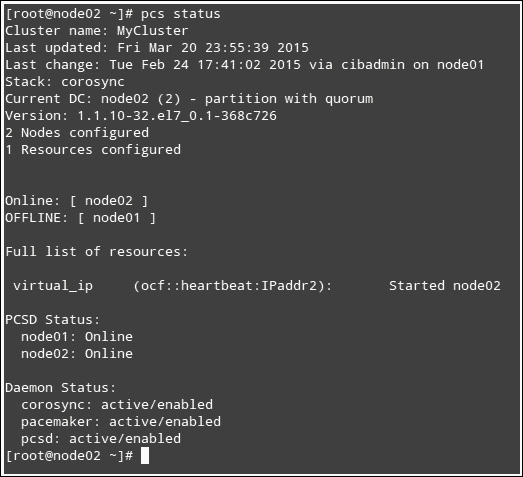 [root@node02 ~]# pcs status
Cluster name: MyCluster
Last updated: Fri Mar 20 23:55:39 2015
Last change: Tue Feb 24 17:41:02 2015 via cibadmin on node01
Stack: corosync
Current DC: node02 (2) - partition with quorum
Version: 1.1.10-32.el7_0.1-368c726
2 Nodes configured
1 Resources configured
Online: [ node02 ]
OFFLINE: [ node01 ]
Full list of resources:
virtual_ip     (ocf::heartbeat:IPaddr2):       Started node02
PCSD Status:
node01: Online
node02: Online
Daemon Status:
corosync: active/enabled
pacemaker: active/enabled
pcsd: active/enabled
[root@node02 ~]#